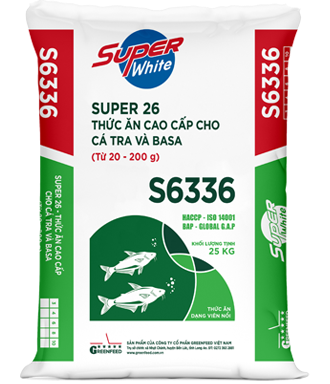 SUPER
White
S6336
S6336
SUPER 26
THỨC ĂN CAO CẤP CHO
CÁ TRA VÀ BASA
(Từ 20 - 200 g)
S6336
HACCP - ISO 14001
BAP - GLOBAL G.A.P
KHỐI LƯỢNG TỊNH
25 KG
SUPER 26 - THỨC ĂN CAO CẤP
CHO CÁ TRA VÀ BASA
SUPER
White
THỨC ĂN
DẠNG VIÊN NỔI
GREENFEED
SẢN PHẨM CỦA CÔNG TY CỔ PHẦN GREENFEED VIỆT NAM
www.greenfeed.com.vn